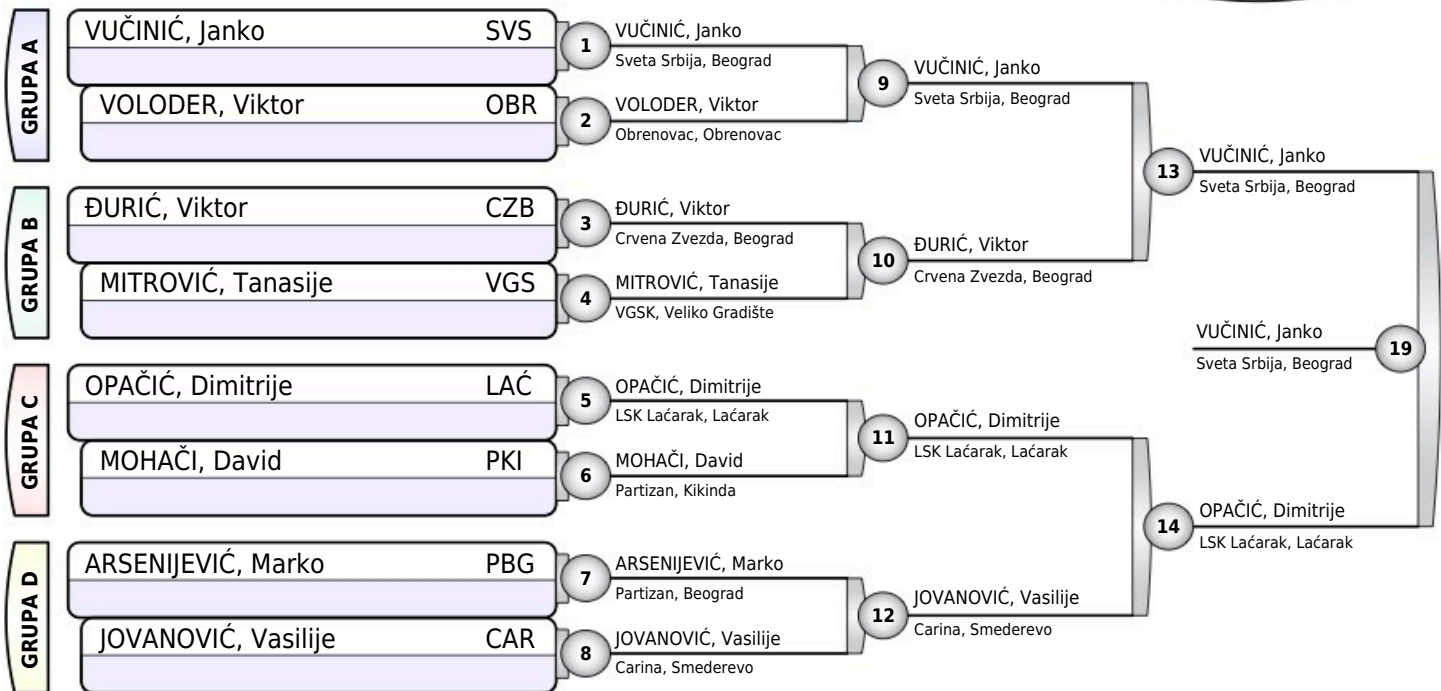 GRUPA A
VUČINIĆ, Janko SVS
VOLODER, Viktor OBR
1
VUČINIĆ, Janko
Sveta Srbija, Beograd
2
VOLODER, Viktor
Obrenovac, Obrenovac
9
VUČINIĆ, Janko
Sveta Srbija, Beograd
GRUPA B
ĐURIĆ, Viktor CZB
MITROVIĆ, Tanasije VGS
3
ĐURIĆ, Viktor
Crvena Zvezda, Beograd
4
MITROVIĆ, Tanasije
VGSK, Veliko Gradište
10
ĐURIĆ, Viktor
Crvena Zvezda, Beograd
13
VUČINIĆ, Janko
Sveta Srbija, Beograd
GRUPA C
OPAČIĆ, Dimitrije LAĆ
MOHAČI, David PKI
5
OPAČIĆ, Dimitrije
LSK Laćarak, Laćarak
6
MOHAČI, David
Partizan, Kikinda
11
OPAČIĆ, Dimitrije
LSK Laćarak, Laćarak
GRUPA D
ARSENIJEVIĆ, Marko PBG
JOVANOVIĆ, Vasilije CAR
7
ARSENIJEVIĆ, Marko
Partizan, Beograd
8
JOVANOVIĆ, Vasilije
Carina, Smederevo
12
JOVANOVIĆ, Vasilije
Carina, Smederevo
14
OPAČIĆ, Dimitrije
LSK Laćarak, Laćarak
VUČINIĆ, Janko
Sveta Srbija, Beograd
19